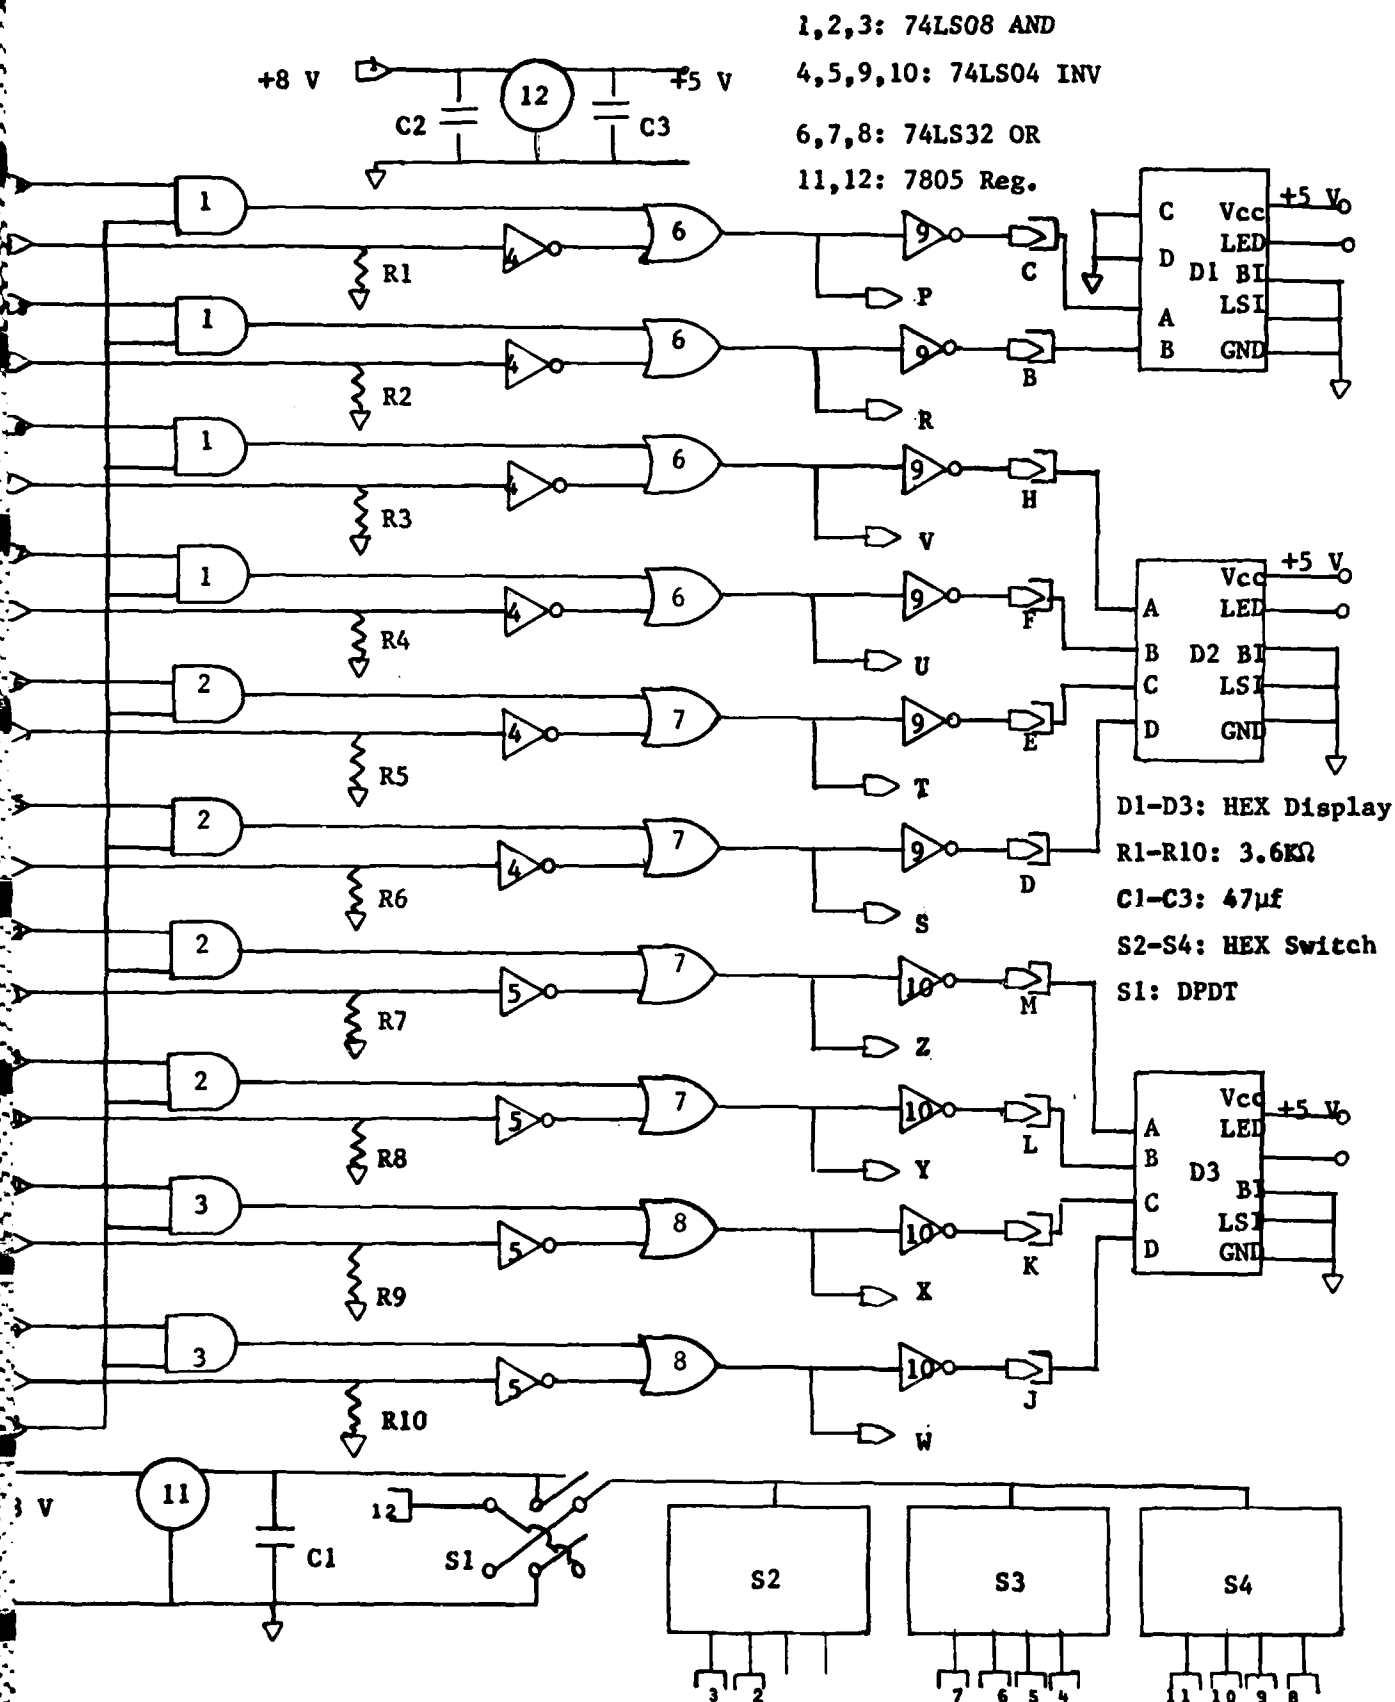 1,2,3: 74LS08 AND
4,5,9,10: 74LS04 INV
6,7,8: 74LS32 OR
11,12: 7805 Reg.
+8 V
12
+5 V
C2
C3
1
4
R1
6
9
C
P
C
D
A
B
D1
Vcc
LED
BI
LSI
GND
+5 V
1
4
R2
6
9
B
R
1
4
R3
6
9
H
V
1
4
R4
6
9
F
U
A
B
C
D
D2
Vcc
LED
BI
LSI
GND
+5 V
2
4
R5
7
9
E
T
D1-D3: HEX Display
R1-R10: 3.6KΩ
C1-C3: 47µf
S2-S4: HEX Switch
S1: DPDT
2
4
R6
7
9
D
S
2
5
R7
7
10
M
Z
2
5
R8
7
10
L
Y
A
B
C
D
D3
Vcc
LED
BI
LSI
GND
+5 V
3
5
R9
8
10
K
X
3
5
R10
8
10
J
W
V
11
C1
12
S1
S2
S3
S4
3 2
7 6 5 4
11 10 9 8